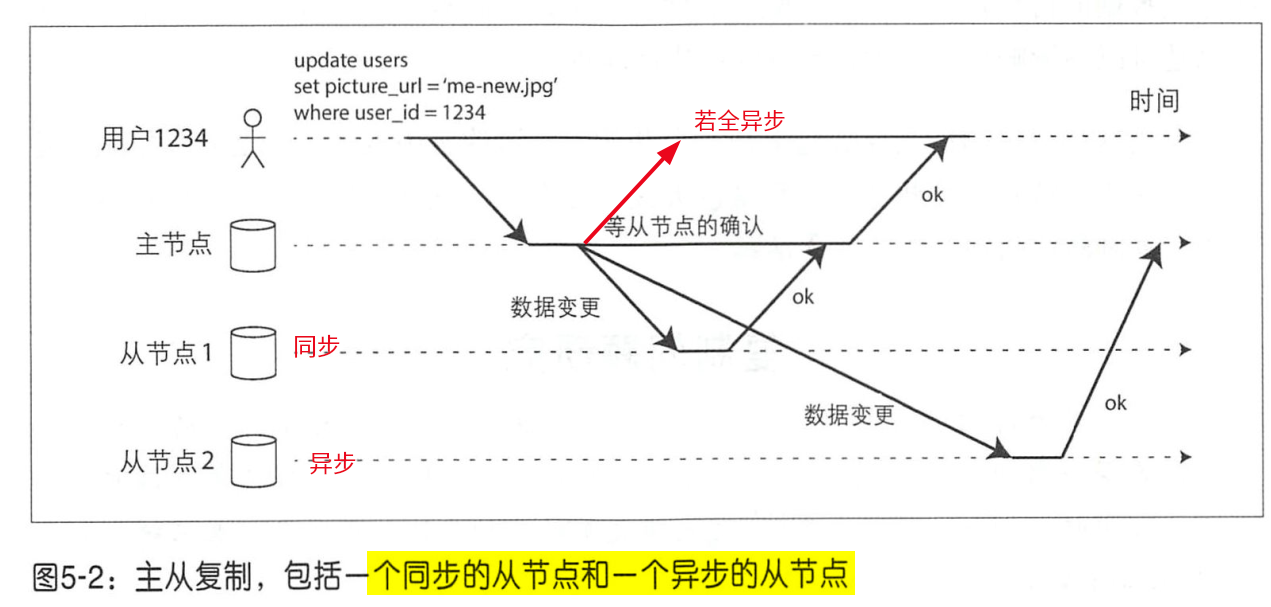 update users
set picture_url = ‘me-new.jpg’
where user_id = 1234
时间
若全异步
用户1234
ok
等从节点的确认
主节点
数据变更
ok
从节点1
同步
数据变更
ok
从节点2
异步
图5-2：主从复制，包括一个同步的从节点和一个异步的从节点